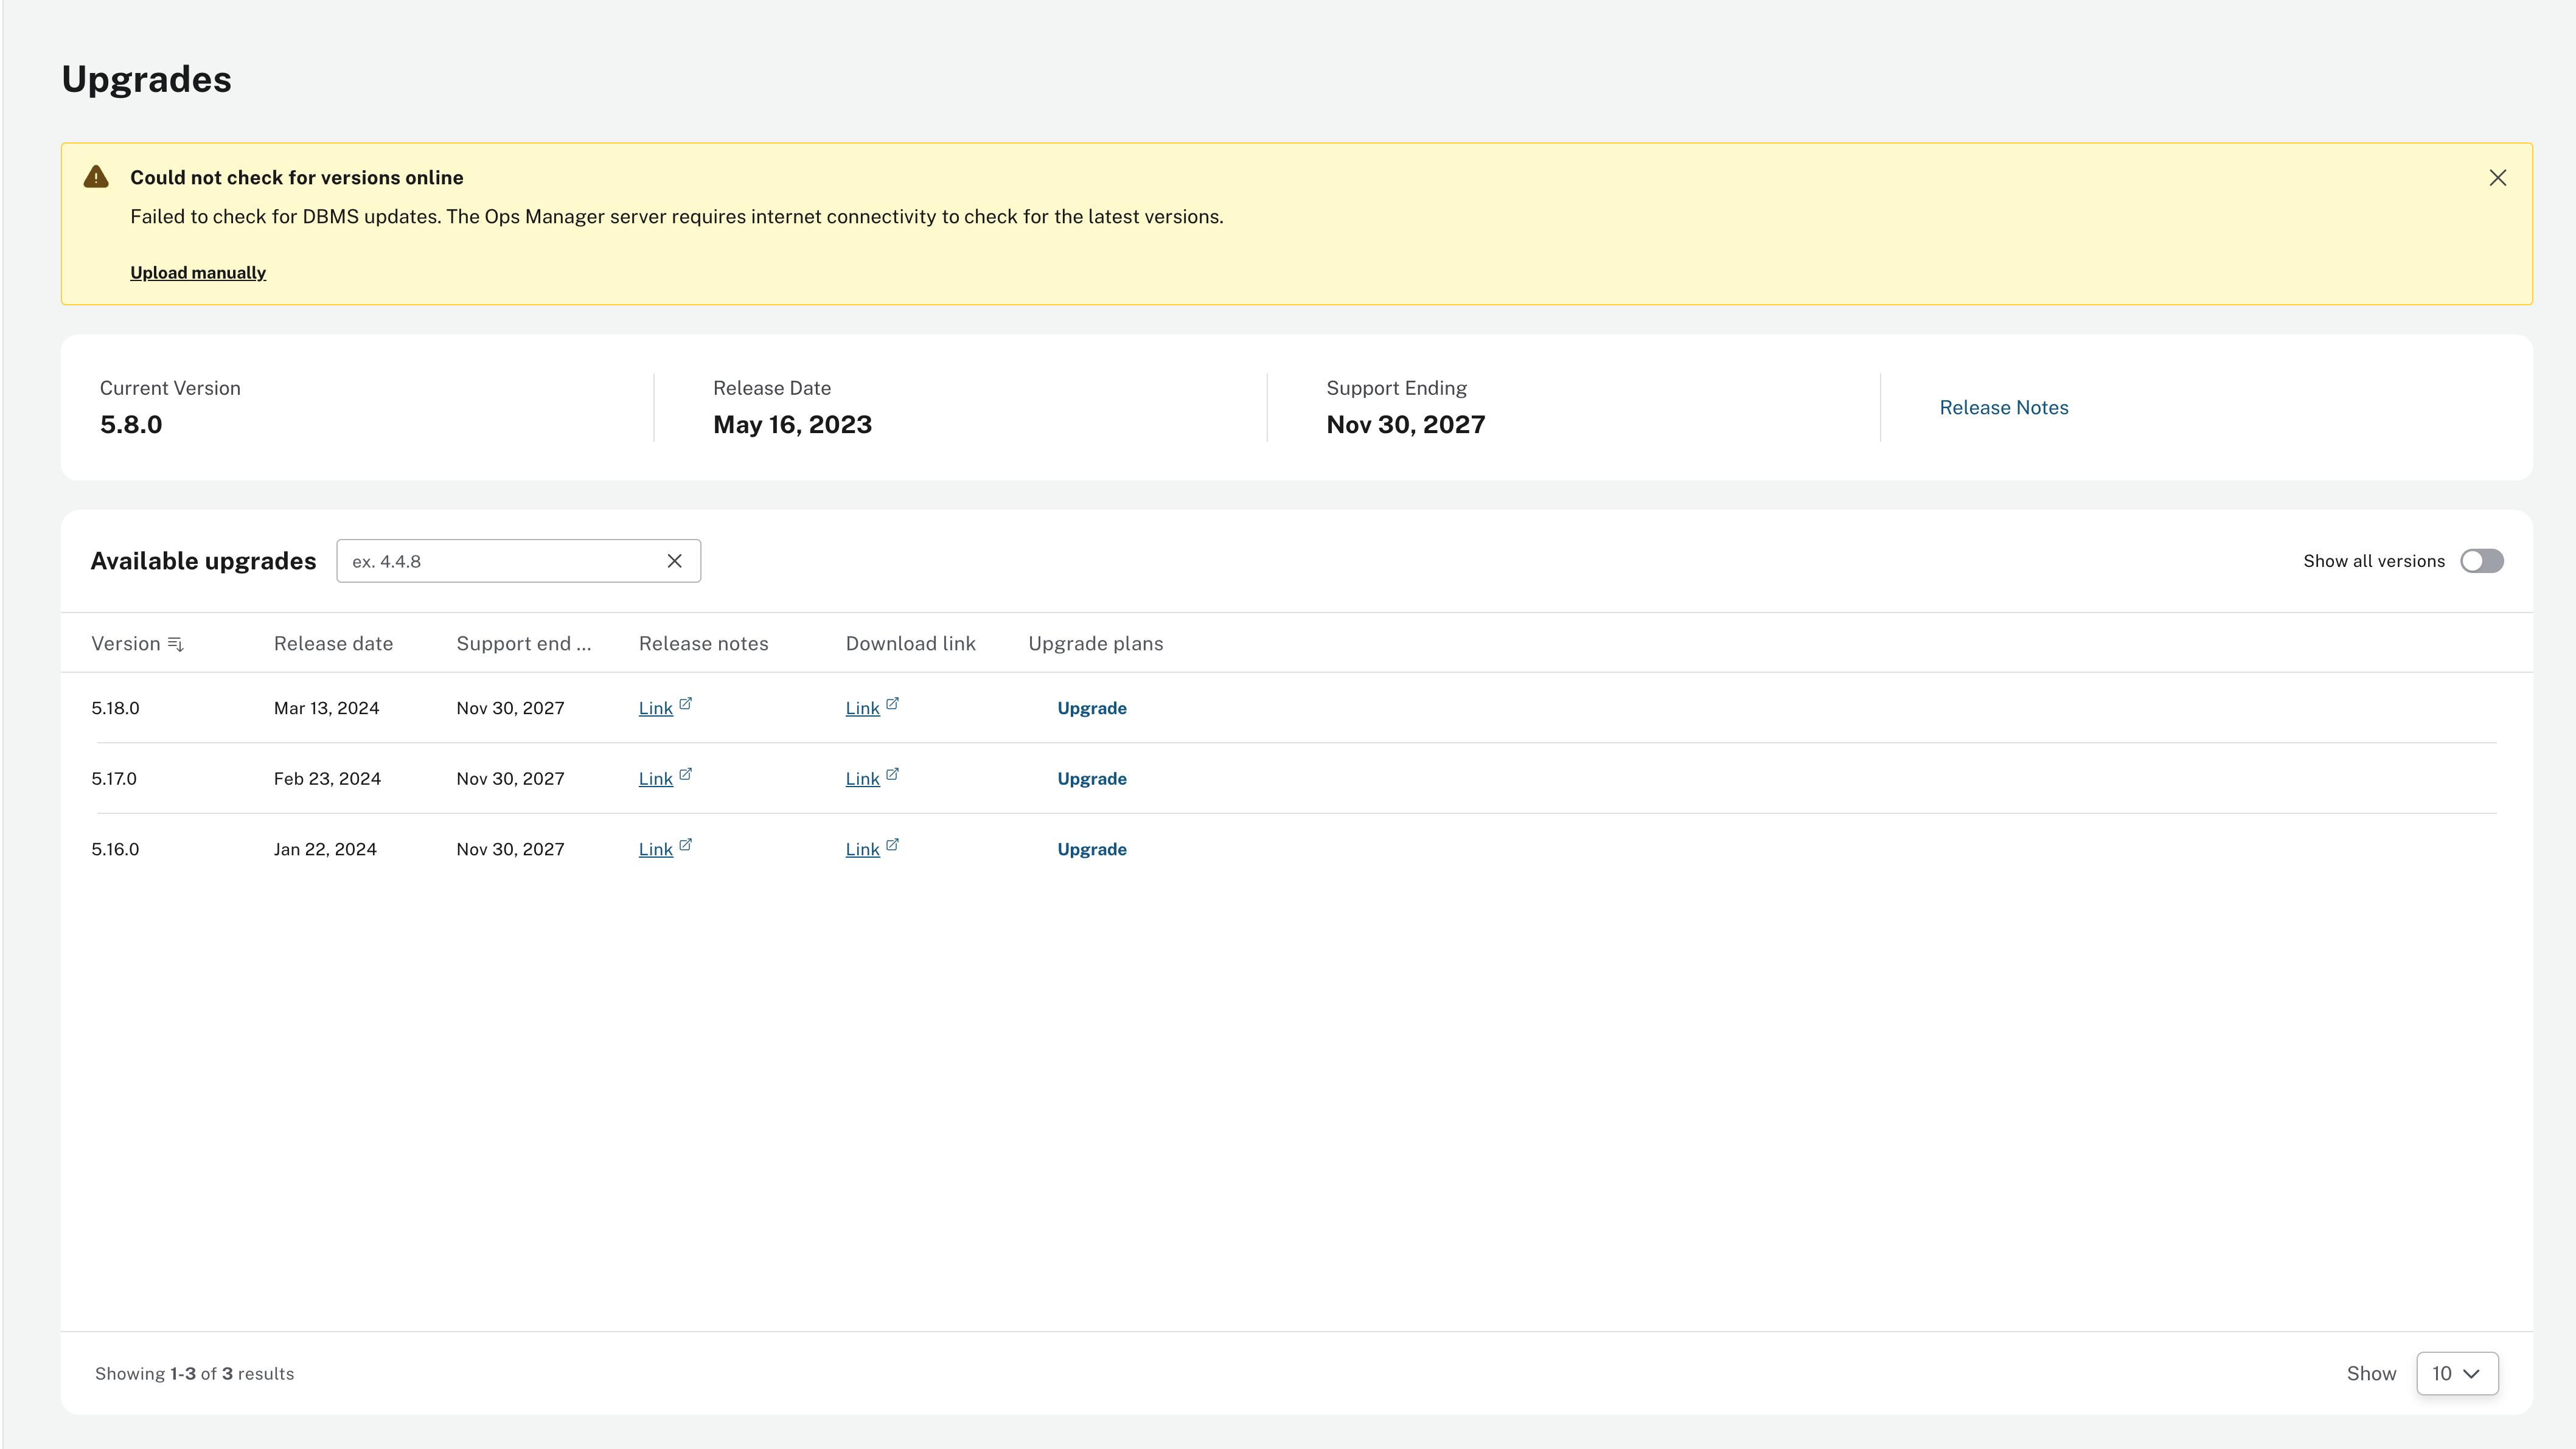 Upgrades
Could not check for versions online
Failed to check for DBMS updates. The Ops Manager server requires internet connectivity to check for the latest versions.
Upload manually
Current Version
5.8.0
Release Date
May 16, 2023
Support Ending
Nov 30, 2027
Release Notes
Available upgrades
ex. 4.4.8
Show all versions
Version Release date Support end ... Release notes Download link Upgrade plans
5.18.0 Mar 13, 2024 Nov 30, 2027 Link Link Upgrade
5.17.0 Feb 23, 2024 Nov 30, 2027 Link Link Upgrade
5.16.0 Jan 22, 2024 Nov 30, 2027 Link Link Upgrade
Showing 1-3 of 3 results
Show 10